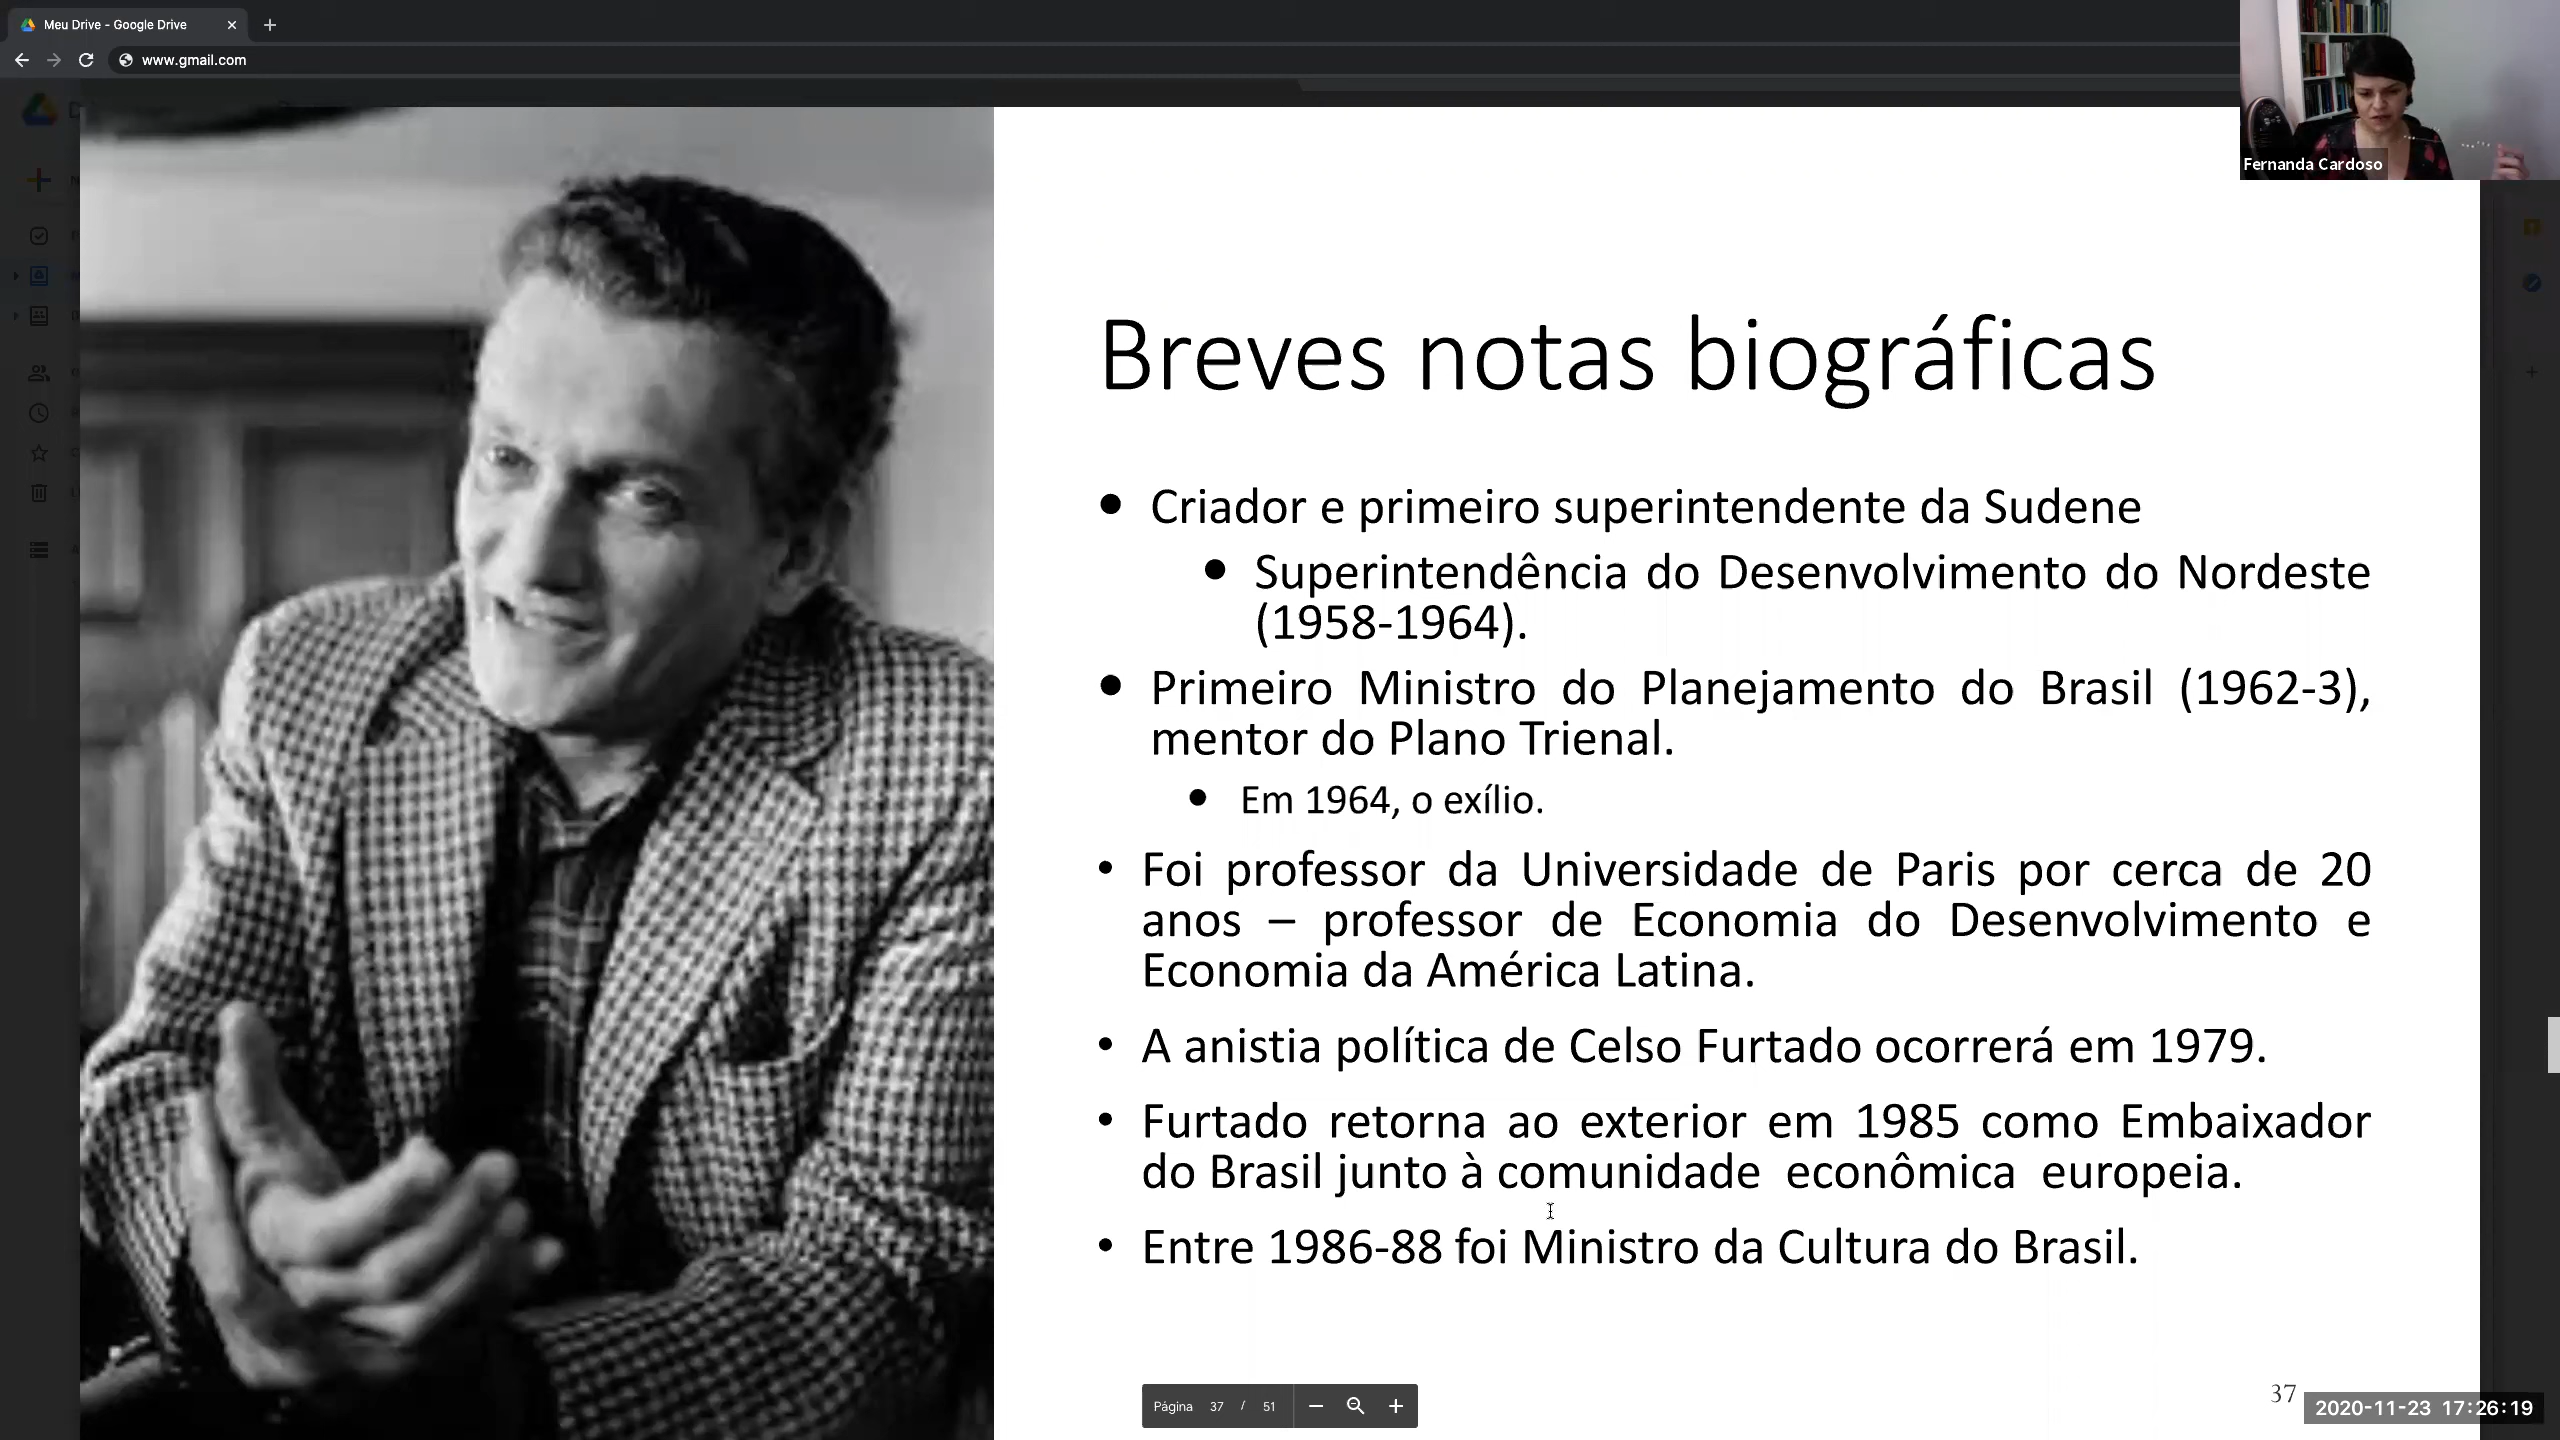 Meu Drive - Google Drive
www.gmail.com
Fernanda Cardoso
Breves notas biográficas
• Criador e primeiro superintendente da Sudene
• Superintendência do Desenvolvimento do Nordeste
(1958-1964).
• Primeiro Ministro do Planejamento do Brasil (1962-3),
mentor do Plano Trienal.
• Em 1964, o exílio.
• Foi professor da Universidade de Paris por cerca de 20
anos – professor de Economia do Desenvolvimento e
Economia da América Latina.
• A anistia política de Celso Furtado ocorrerá em 1979.
• Furtado retorna ao exterior em 1985 como Embaixador
do Brasil junto à comunidade econômica europeia.
• Entre 1986-88 foi Ministro da Cultura do Brasil.
Página 37 / 51
37
2020-11-23 17:26:19